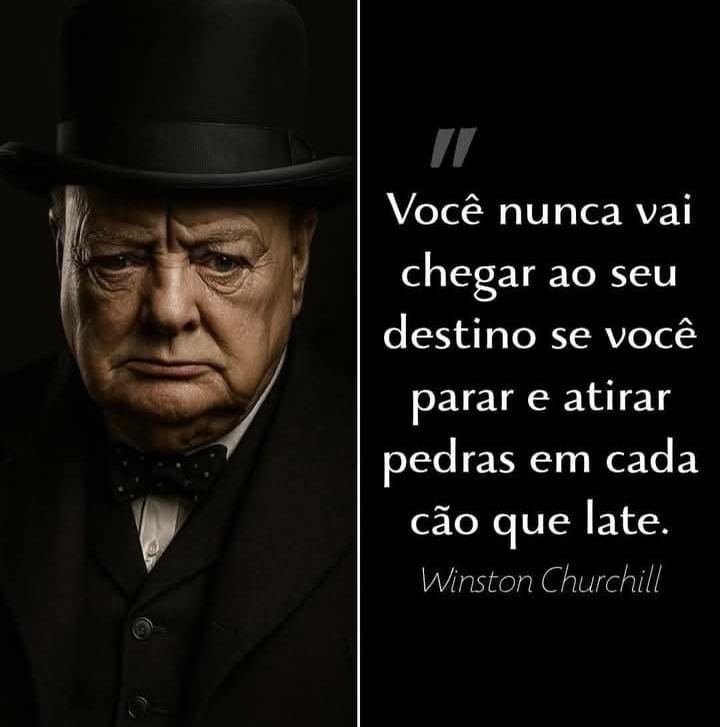 "
Você nunca vai
chegar ao seu
destino se você
parar e atirar
pedras em cada
cão que late.
Winston Churchill